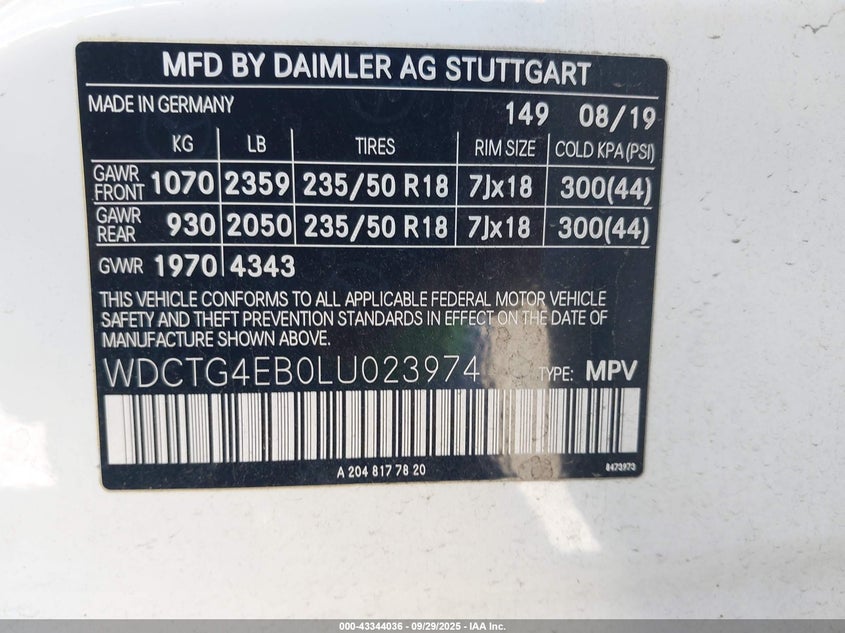 MFD BY DAIMLER AG STUTTGART
MADE IN GERMANY 149 08/19
KG LB TIRES RIM SIZE COLD KPA(PSI)
GAWR FRONT 1070 2359 235/50 R18 7Jx18 300(44)
GAWR REAR 930 2050 235/50 R18 7Jx18 300(44)
GVWR 1970 4343
THIS VEHICLE CONFORMS TO ALL APPLICABLE FEDERAL MOTOR VEHICLE
SAFETY AND THEFT PREVENTION STANDARDS IN EFFECT ON THE DATE OF
MANUFACTURE SHOWN ABOVE.
WDCTG4EB0LU023974 TYPE: MPV
A 204 817 78 20 8473973
000-43344036 - 09/29/2025 - IAA Inc.